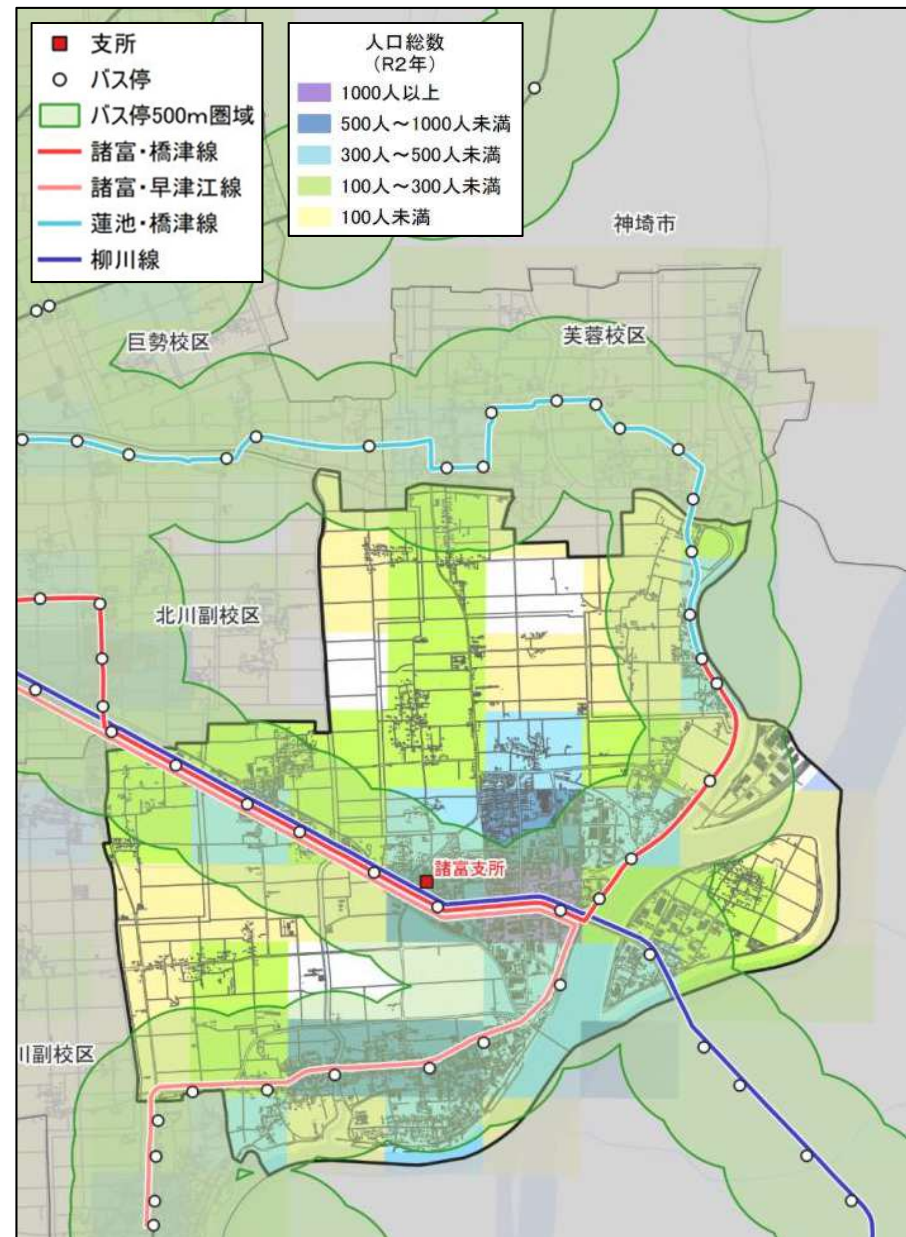 支所
バス停
バス停500m圏域
諸富・橋津線
諸富・早津江線
蓮池・橋津線
柳川線
人口総数
(R2年)
1000人以上
500人～1000人未満
300人～500人未満
100人～300人未満
100人未満
神埼市
巨勢校区
芙蓉校区
北川副校区
諸富支所
川副校区